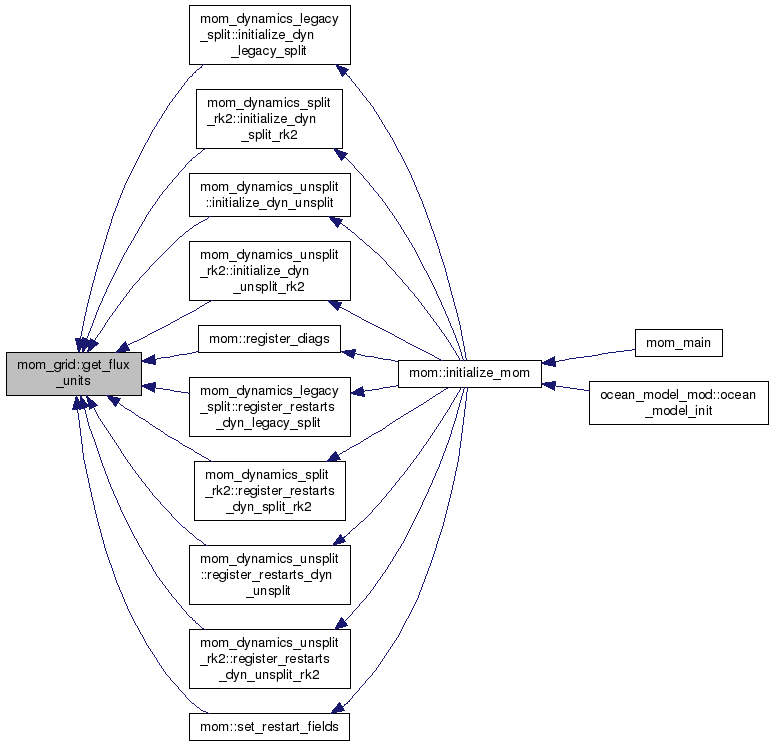 mom_dynamics_legacy
_split::initialize_dyn
_legacy_split
mom_dynamics_split
_rk2::initialize_dyn
_split_rk2
mom_dynamics_unsplit
::initialize_dyn_unsplit
mom_dynamics_unsplit
_rk2::initialize_dyn
_unsplit_rk2
mom::register_diags
mom_grid::get_flux
_units
mom_dynamics_legacy
_split::register_restarts
_dyn_legacy_split
mom::initialize_mom
mom_main
ocean_model_mod::ocean
_model_init
mom_dynamics_split
_rk2::register_restarts
_dyn_split_rk2
mom_dynamics_unsplit
::register_restarts_dyn
_unsplit
mom_dynamics_unsplit
_rk2::register_restarts
_dyn_unsplit_rk2
mom::set_restart_fields